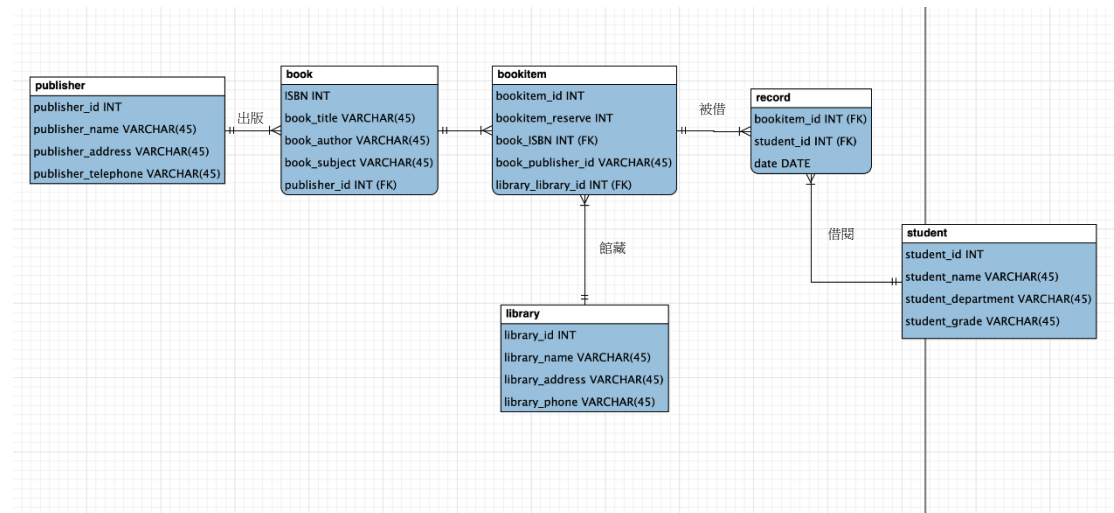 publisher
publisher_id INT
publisher_name VARCHAR(45)
publisher_address VARCHAR(45)
publisher_telephone VARCHAR(45)
出版
book
ISBN INT
book_title VARCHAR(45)
book_author VARCHAR(45)
book_subject VARCHAR(45)
publisher_id INT (FK)
bookitem
bookitem_id INT
bookitem_reserve INT
book_ISBN INT (FK)
book_publisher_id VARCHAR(45)
library_library_id INT (FK)
被借
record
bookitem_id INT (FK)
student_id INT (FK)
date DATE
借閱
student
student_id INT
student_name VARCHAR(45)
student_department VARCHAR(45)
student_grade VARCHAR(45)
館藏
library
library_id INT
library_name VARCHAR(45)
library_address VARCHAR(45)
library_phone VARCHAR(45)